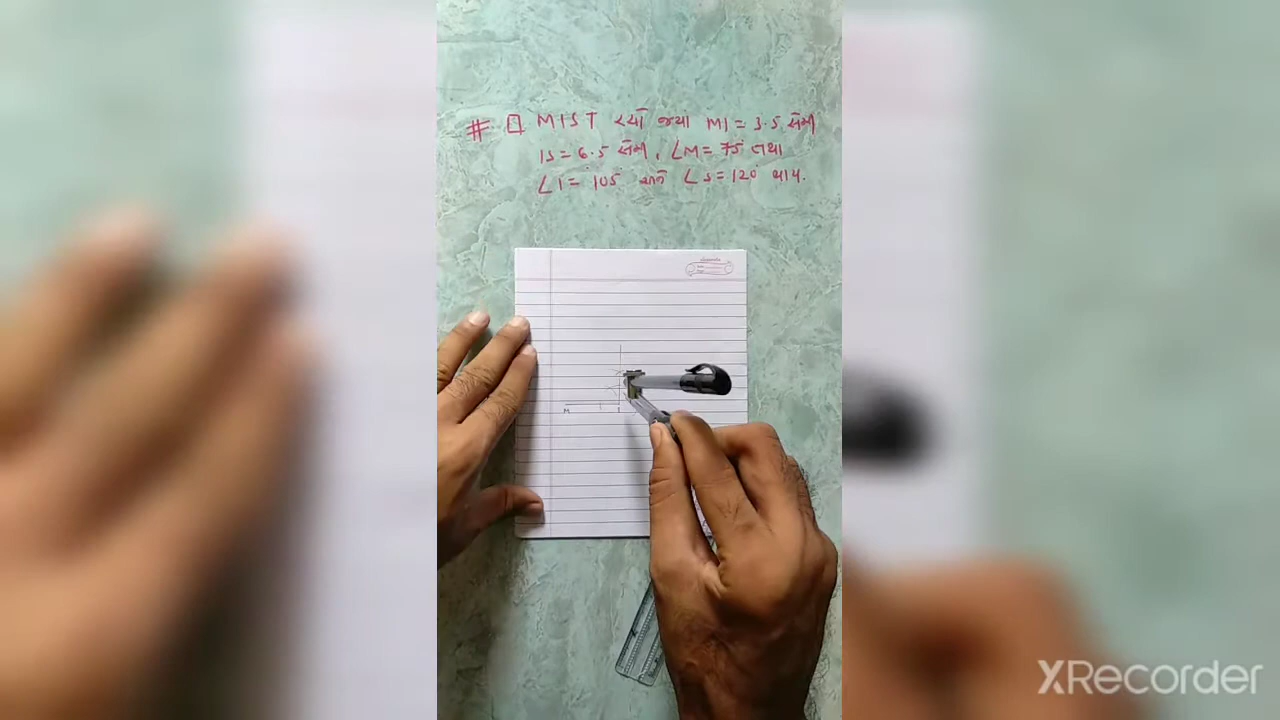 # □ MIST રચો જ્યાં MI = 3.5 સેમી
IS = 6.5 સેમી, ∠M = 75° તથા
∠I = 105° અને ∠S = 120° થાય.
M
XRecorder